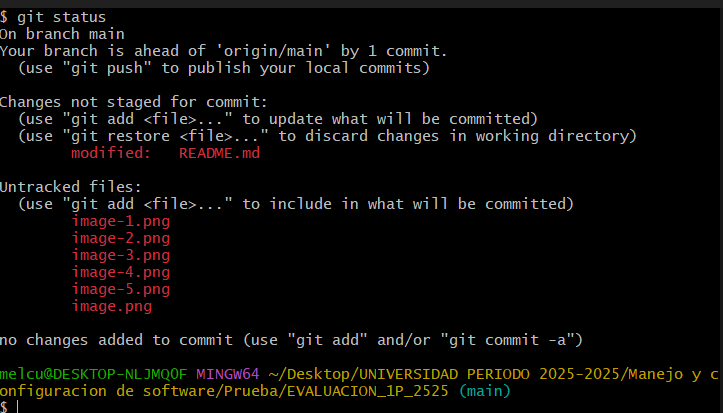 $ git status
On branch main
Your branch is ahead of 'origin/main' by 1 commit.
  (use "git push" to publish your local commits)

Changes not staged for commit:
  (use "git add <file>..." to update what will be committed)
  (use "git restore <file>..." to discard changes in working directory)
        modified:   README.md

Untracked files:
  (use "git add <file>..." to include in what will be committed)
        image-1.png
        image-2.png
        image-3.png
        image-4.png
        image-5.png
        image.png

no changes added to commit (use "git add" and/or "git commit -a")

melcu@DESKTOP-NLJMQ0F MINGW64 ~/Desktop/UNIVERSIDAD PERIODO 2025-2025/Manejo y c
onfiguracion de software/Prueba/EVALUACION_1P_2525 (main)
$